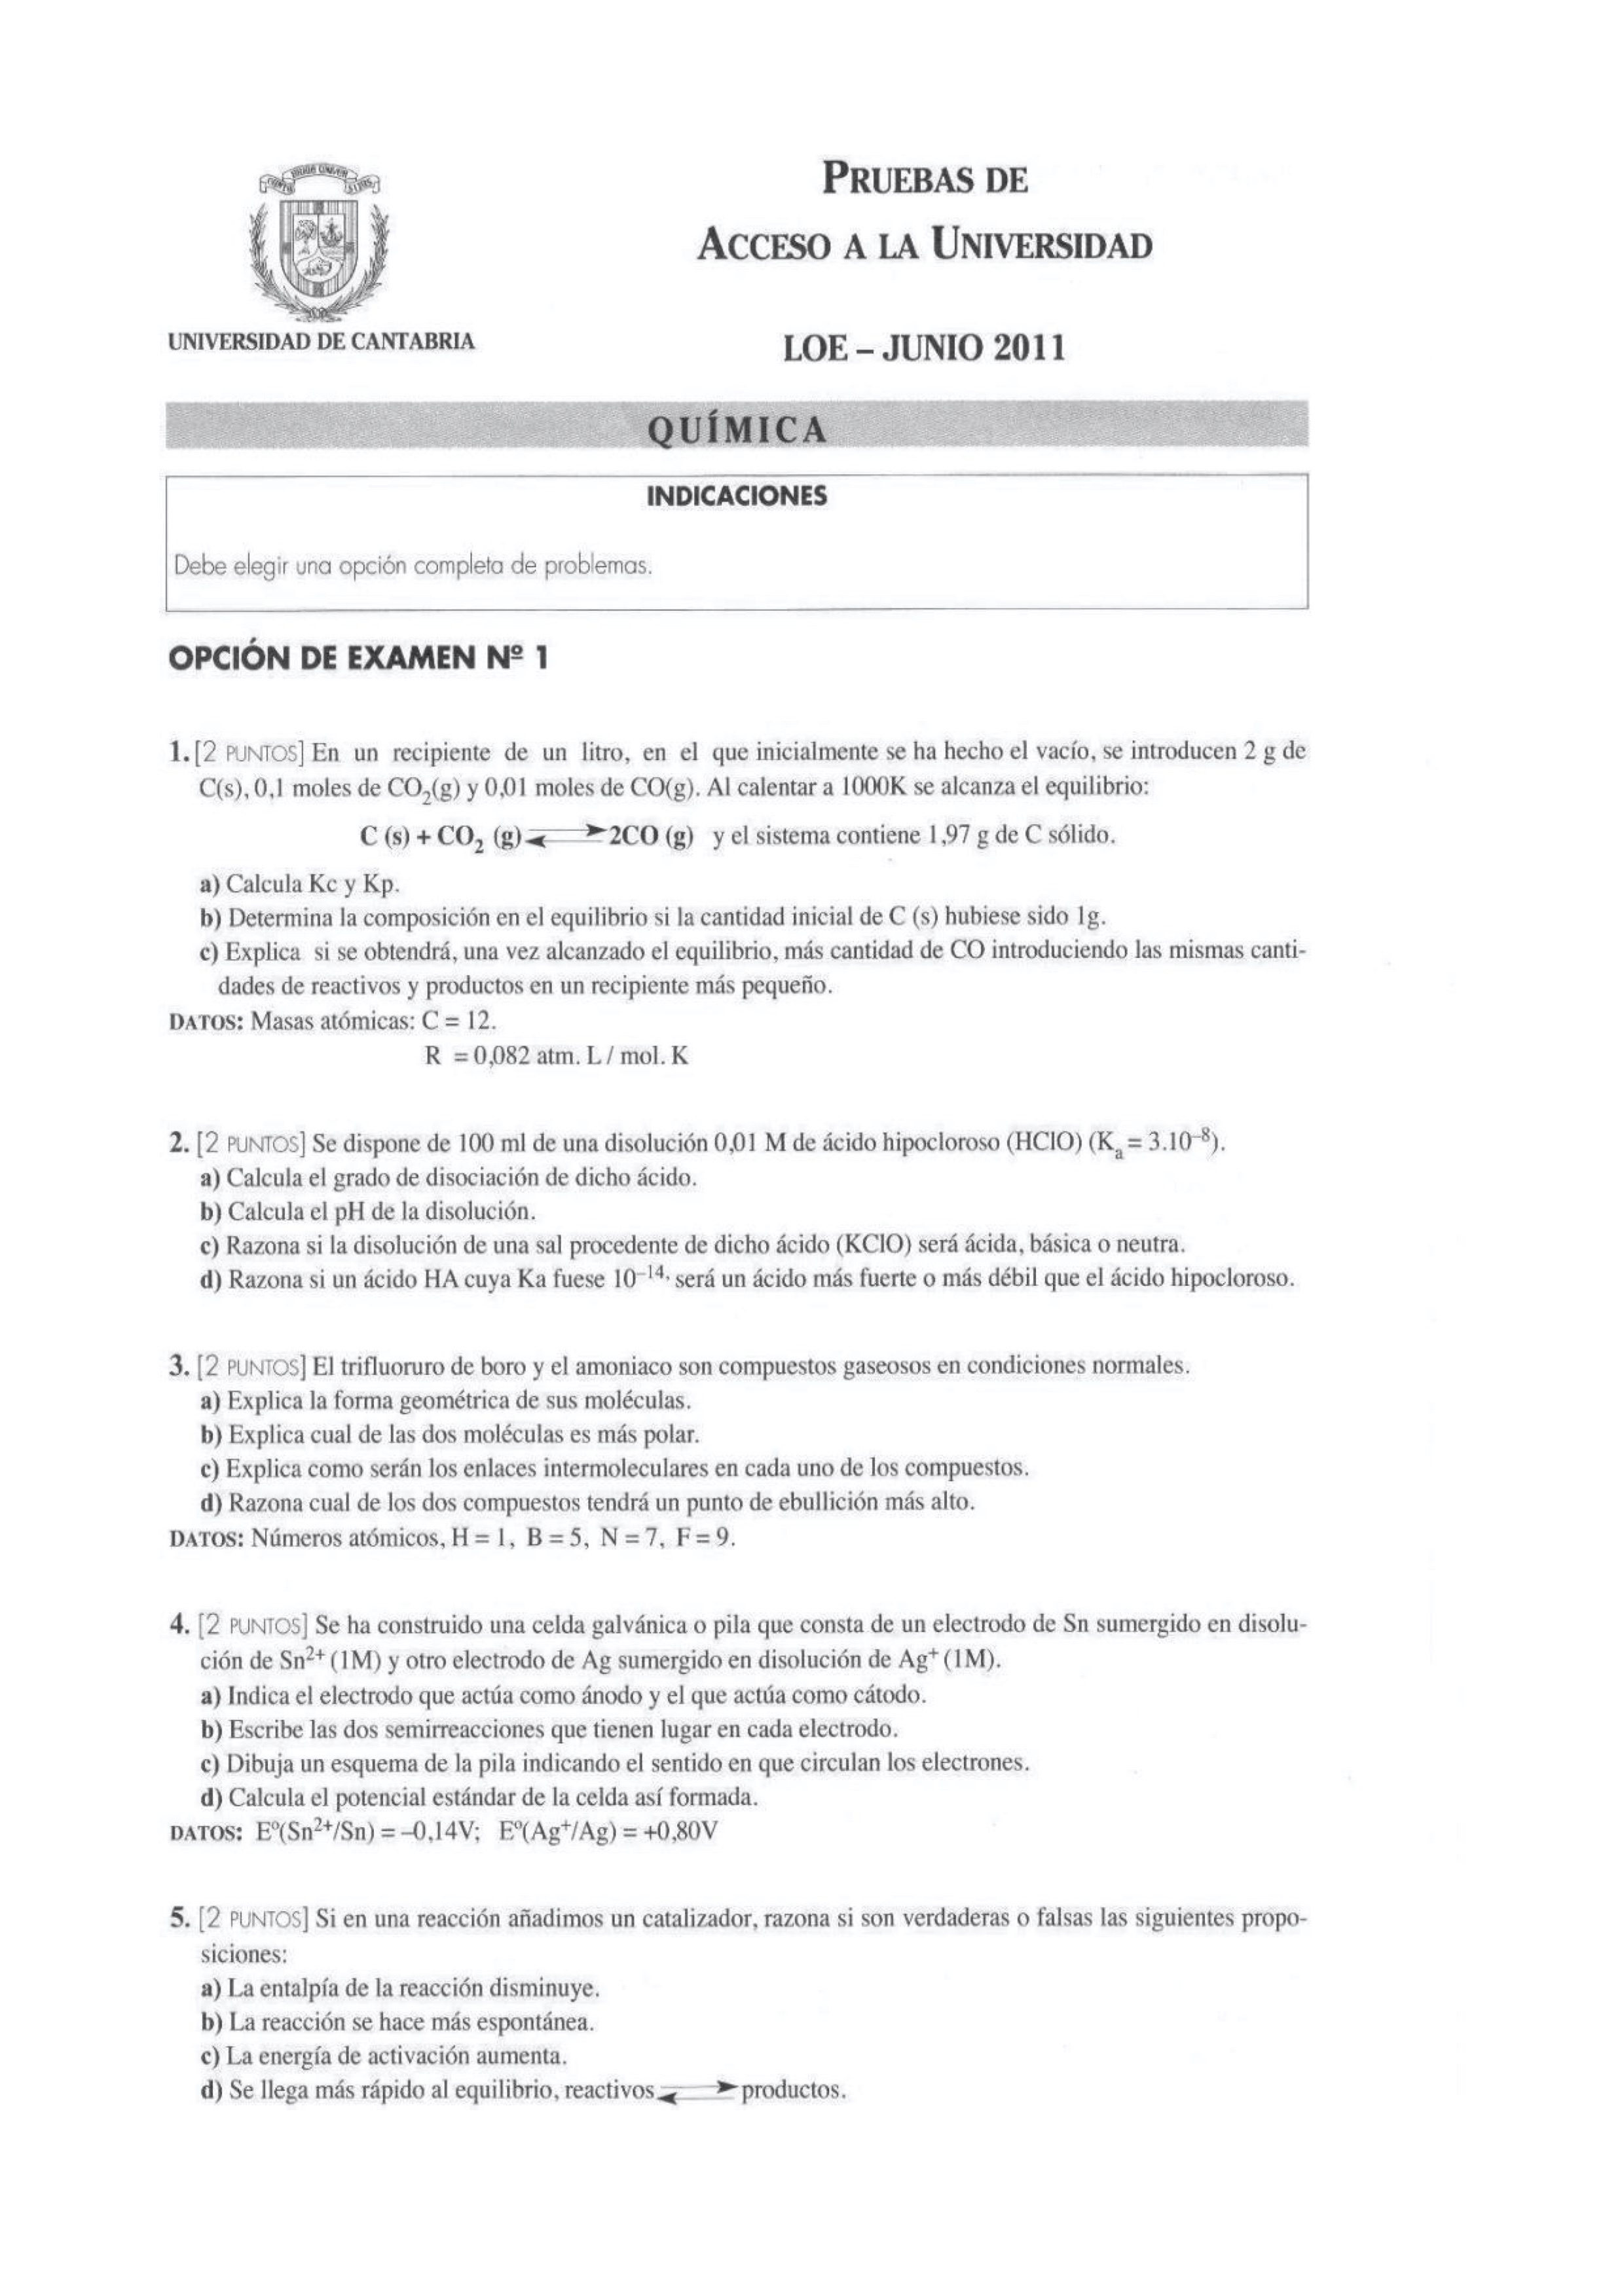 PRUEBAS DE
ACCESO A LA UNIVERSIDAD
UNIVERSIDAD DE CANTABRIA
LOE – JUNIO 2011
QUÍMICA
INDICACIONES
Debe elegir una opción completa de problemas.
OPCIÓN DE EXAMEN Nº 1
1. [2 PUNTOS] En un recipiente de un litro, en el que inicialmente se ha hecho el vacío, se introducen 2 g de
C(s), 0,1 moles de CO₂(g) y 0,01 moles de CO(g). Al calentar a 1000K se alcanza el equilibrio:
C (s) + CO₂ (g) ⇄ 2CO (g) y el sistema contiene 1,97 g de C sólido.
a) Calcula Kc y Kp.
b) Determina la composición en el equilibrio si la cantidad inicial de C (s) hubiese sido 1g.
c) Explica si se obtendrá, una vez alcanzado el equilibrio, más cantidad de CO introduciendo las mismas canti-
dades de reactivos y productos en un recipiente más pequeño.
DATOS: Masas atómicas: C = 12.
R = 0,082 atm. L / mol. K
2. [2 PUNTOS] Se dispone de 100 ml de una disolución 0,01 M de ácido hipocloroso (HClO) (Kₐ = 3.10⁻⁸).
a) Calcula el grado de disociación de dicho ácido.
b) Calcula el pH de la disolución.
c) Razona si la disolución de una sal procedente de dicho ácido (KClO) será ácida, básica o neutra.
d) Razona si un ácido HA cuya Ka fuese 10⁻¹⁴, será un ácido más fuerte o más débil que el ácido hipocloroso.
3. [2 PUNTOS] El trifluoruro de boro y el amoniaco son compuestos gaseosos en condiciones normales.
a) Explica la forma geométrica de sus moléculas.
b) Explica cual de las dos moléculas es más polar.
c) Explica como serán los enlaces intermoleculares en cada uno de los compuestos.
d) Razona cual de los dos compuestos tendrá un punto de ebullición más alto.
DATOS: Números atómicos, H = 1, B = 5, N = 7, F = 9.
4. [2 PUNTOS] Se ha construido una celda galvánica o pila que consta de un electrodo de Sn sumergido en disolu-
ción de Sn²⁺ (1M) y otro electrodo de Ag sumergido en disolución de Ag⁺ (1M).
a) Indica el electrodo que actúa como ánodo y el que actúa como cátodo.
b) Escribe las dos semirreacciones que tienen lugar en cada electrodo.
c) Dibuja un esquema de la pila indicando el sentido en que circulan los electrones.
d) Calcula el potencial estándar de la celda así formada.
DATOS: Eº(Sn²⁺/Sn) = –0,14V; Eº(Ag⁺/Ag) = +0,80V
5. [2 PUNTOS] Si en una reacción añadimos un catalizador, razona si son verdaderas o falsas las siguientes propo-
siciones:
a) La entalpía de la reacción disminuye.
b) La reacción se hace más espontánea.
c) La energía de activación aumenta.
d) Se llega más rápido al equilibrio, reactivos ⇄ productos.